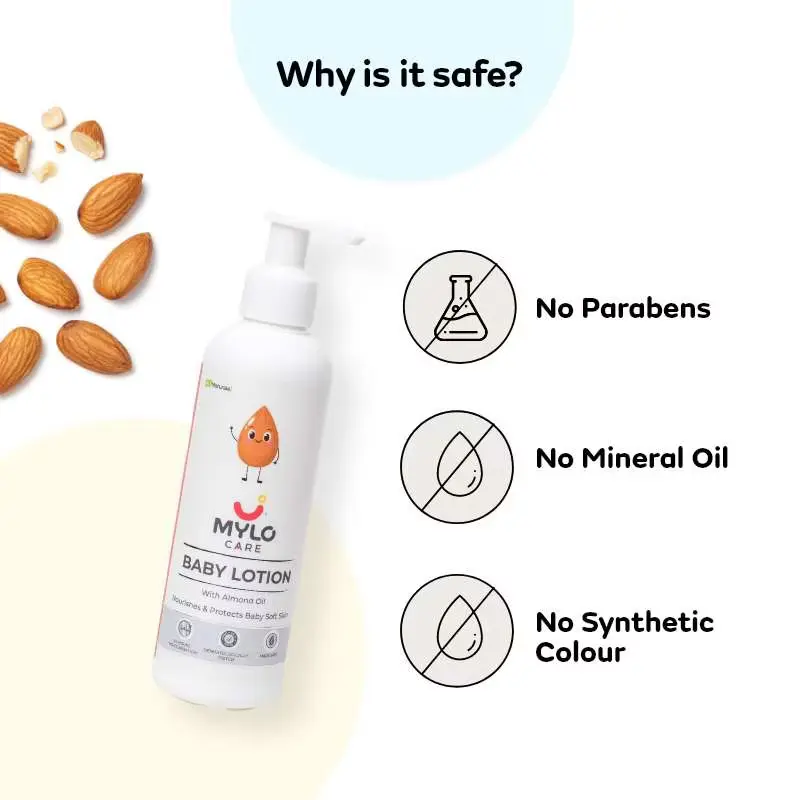 Why is it safe?
No Parabens
No Mineral Oil
No Synthetic
Colour
Naturals
MYLO
CARE
BABY LOTION
With Almond Oil
Nourishes & Protects Baby Soft Skin